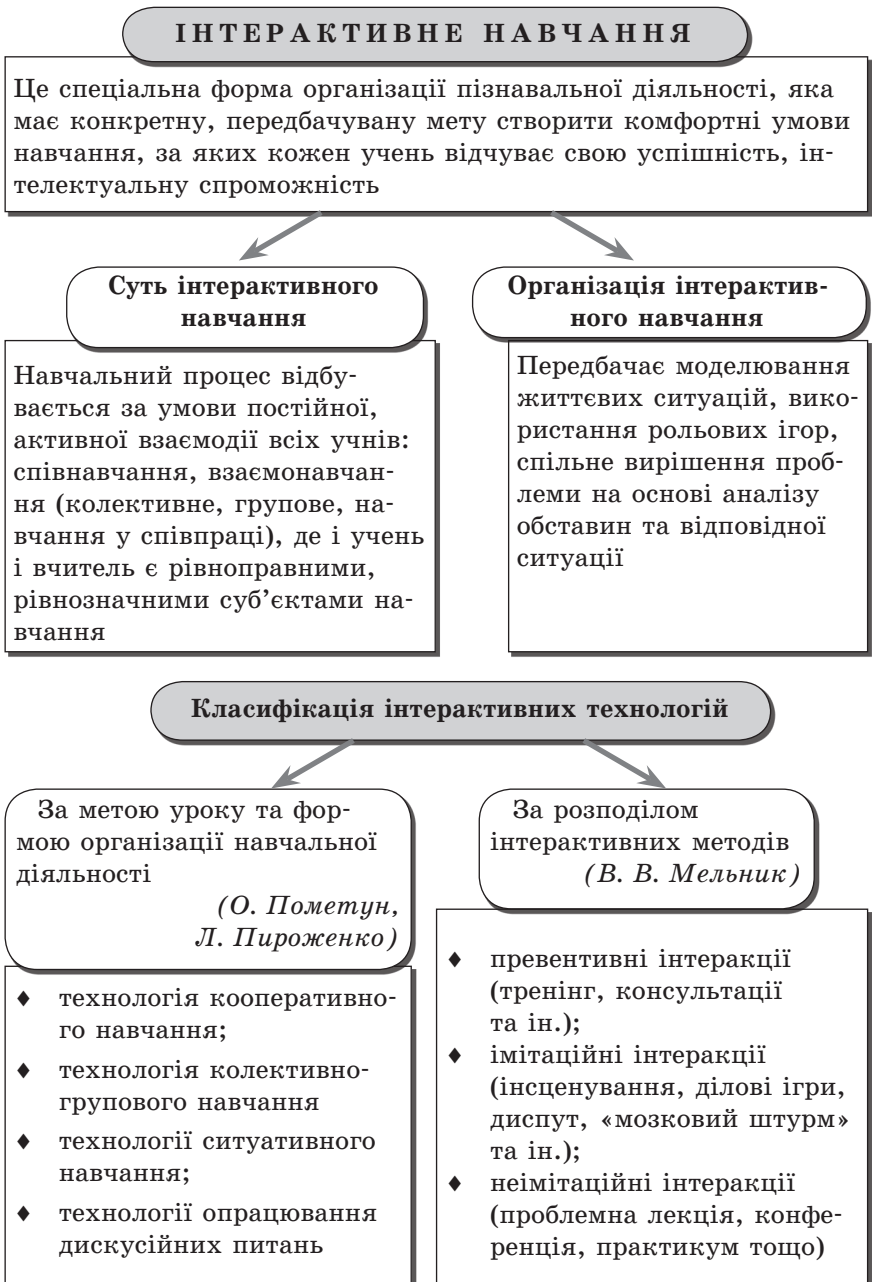 ІНТЕРАКТИВНЕ НАВЧАННЯ
Це спеціальна форма організації пізнавальної діяльності, яка
має конкретну, передбачувану мету створити комфортні умови
навчання, за яких кожен учень відчуває свою успішність, ін-
телектуальну спроможність
Суть інтерактивного
навчання
Навчальний процес відбу-
вається за умови постійної,
активної взаємодії всіх учнів:
співнавчання, взаємонавчан-
ня (колективне, групове, на-
вчання у співпраці), де і учень
і вчитель є рівноправними,
рівнозначними суб’єктами на-
вчання
Організація інтерактив-
ного навчання
Передбачає моделювання
життєвих ситуацій, вико-
ристання рольових ігор,
спільне вирішення проб-
леми на основі аналізу
обставин та відповідної
ситуації
Класифікація інтерактивних технологій
За метою уроку та фор-
мою організації навчальної
діяльності
(О. Пометун,
Л. Пироженко)
♦ технологія кооперативно-
го навчання;
♦ технологія колективно-
групового навчання
♦ технології ситуативного
навчання;
♦ технології опрацювання
дискусійних питань
За розподілом
інтерактивних методів
(В. В. Мельник)
♦ превентивні інтеракції
(тренінг, консультації
та ін.);
♦ імітаційні інтеракції
(інсценування, ділові ігри,
диспут, «мозковий штурм»
та ін.);
♦ неімітаційні інтеракції
(проблемна лекція, конфе-
ренція, практикум тощо)